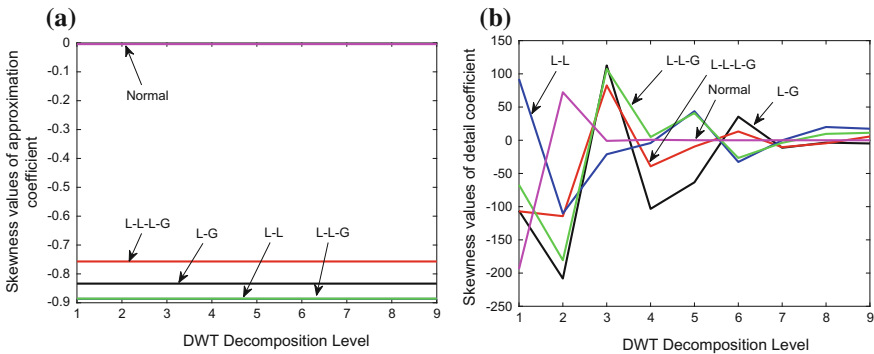 (a)
0
-0.1
-0.2
-0.3
-0.4
-0.5
-0.6
-0.7
-0.8
-0.9
Skewness values of approximation
coefficient
Normal
L-L-L-G
L-G
L-L
L-L-G
1 2 3 4 5 6 7 8 9
DWT Decomposition Level
(b)
150
100
50
0
-50
-100
-150
-200
-250
Skewness values of detail coefficient
L-L
L-L-G
L-L-L-G
Normal
L-G
1 2 3 4 5 6 7 8 9
DWT Decomposition Level